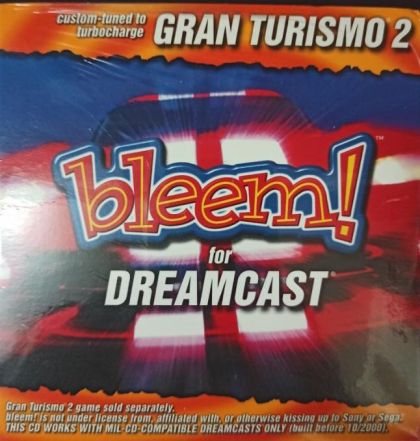 custom-tuned to
turbocharge
GRAN TURISMO® 2
bleem!™
for
DREAMCAST®
Gran Turismo 2 game sold separately.
bleem! is not under license from, affiliated with, or otherwise kissing up to Sony or Sega.
THIS CD WORKS WITH MIL-CD-COMPATIBLE DREAMCASTS ONLY (built before 10/2000).